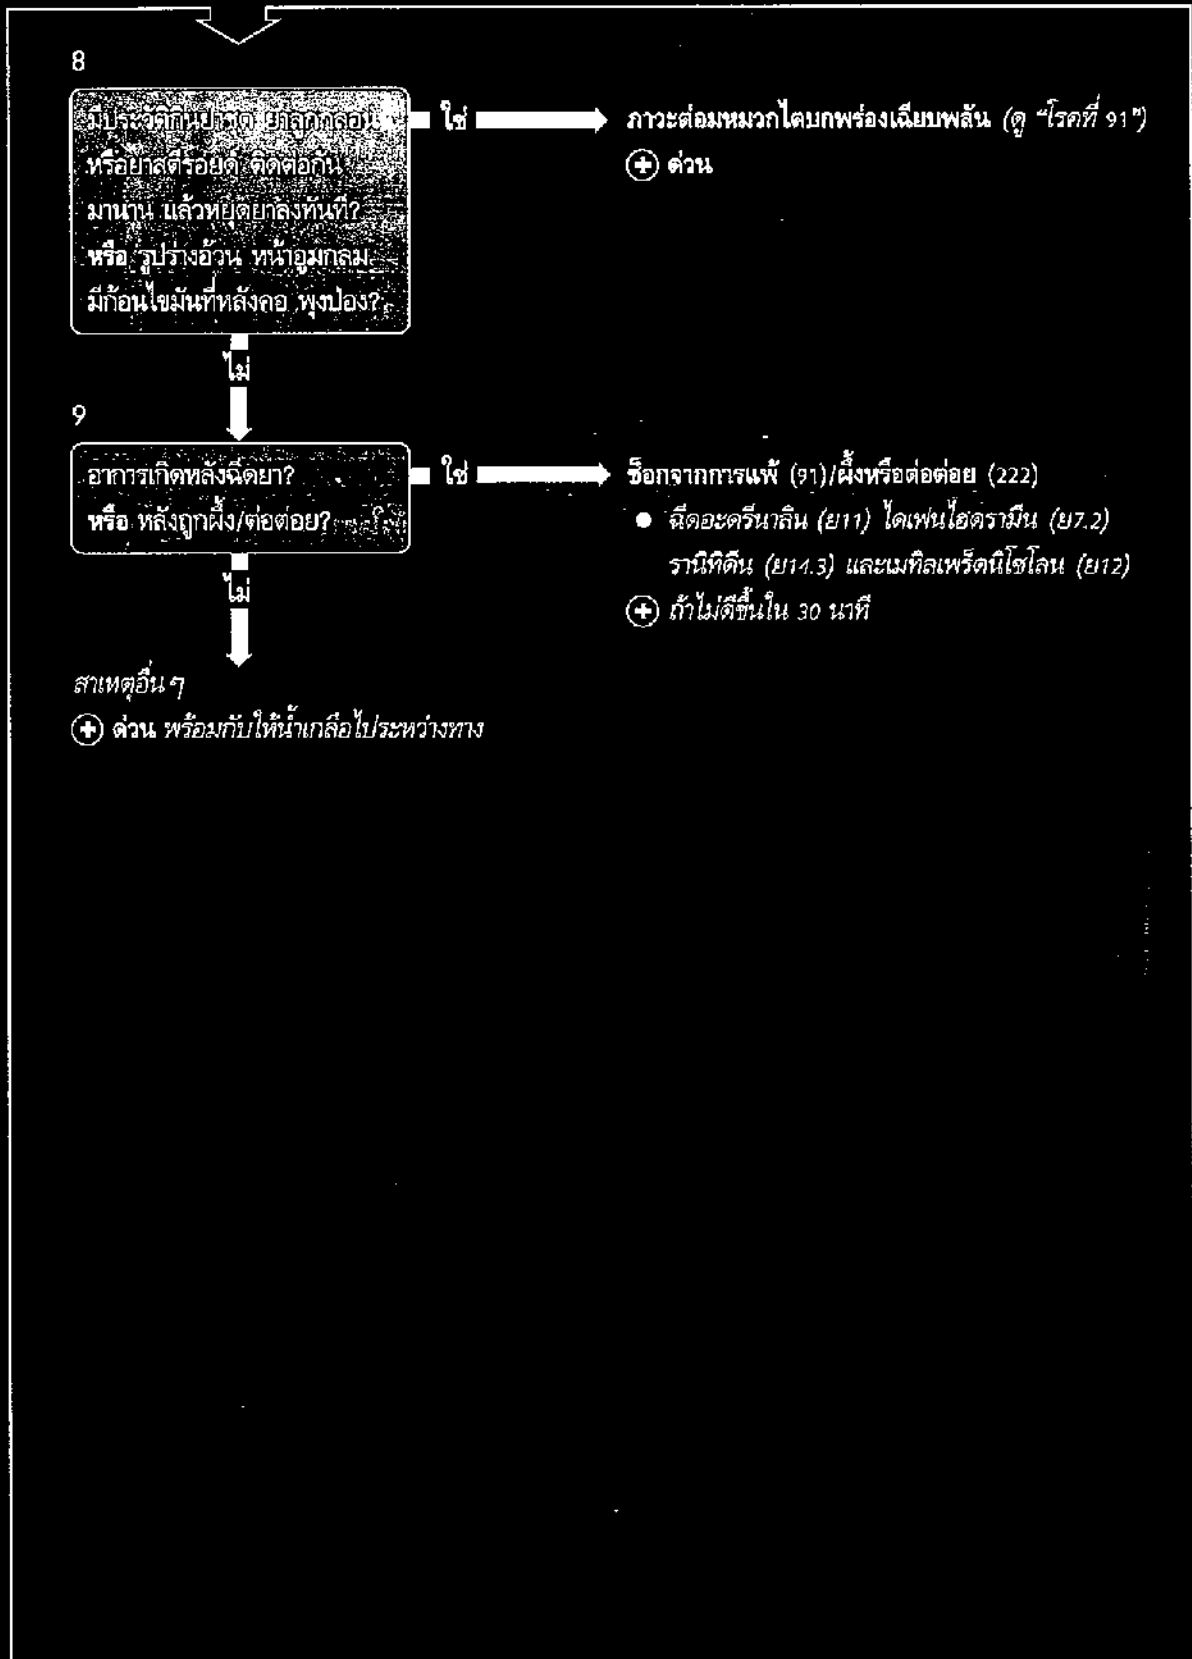 8
มีประวัติกินยาชุด ยาลูกกลอน
หรือยาสตีรอยด์ ติดต่อกัน
มานาน แล้วหยุดยาลงทันที?
หรือ รูปร่างอ้วน หน้าอูมกลม
มีก้อนไขมันที่หลังคอ พุงป่อง?
ใช่
ภาวะต่อมหมวกไตบกพร่องเฉียบพลัน (ดู "โรคที่ 91")
+ ด่วน
ไม่
9
อาการเกิดหลังฉีดยา?
หรือ หลังถูกผึ้ง/ต่อต่อย?
ใช่
ช็อกจากการแพ้ (91)/ผึ้งหรือต่อต่อย (222)
● ฉีดอะดรีนาลิน (ย11) ไดเฟนไฮดรามีน (ย7.2)
รานิทิดีน (ย14.3) และเมทิลเพร็ดนิโซโลน (ย12)
+ ถ้าไม่ดีขึ้นใน 30 นาที
ไม่
สาเหตุอื่น ๆ
+ ด่วน พร้อมกับให้น้ำเกลือไประหว่างทาง